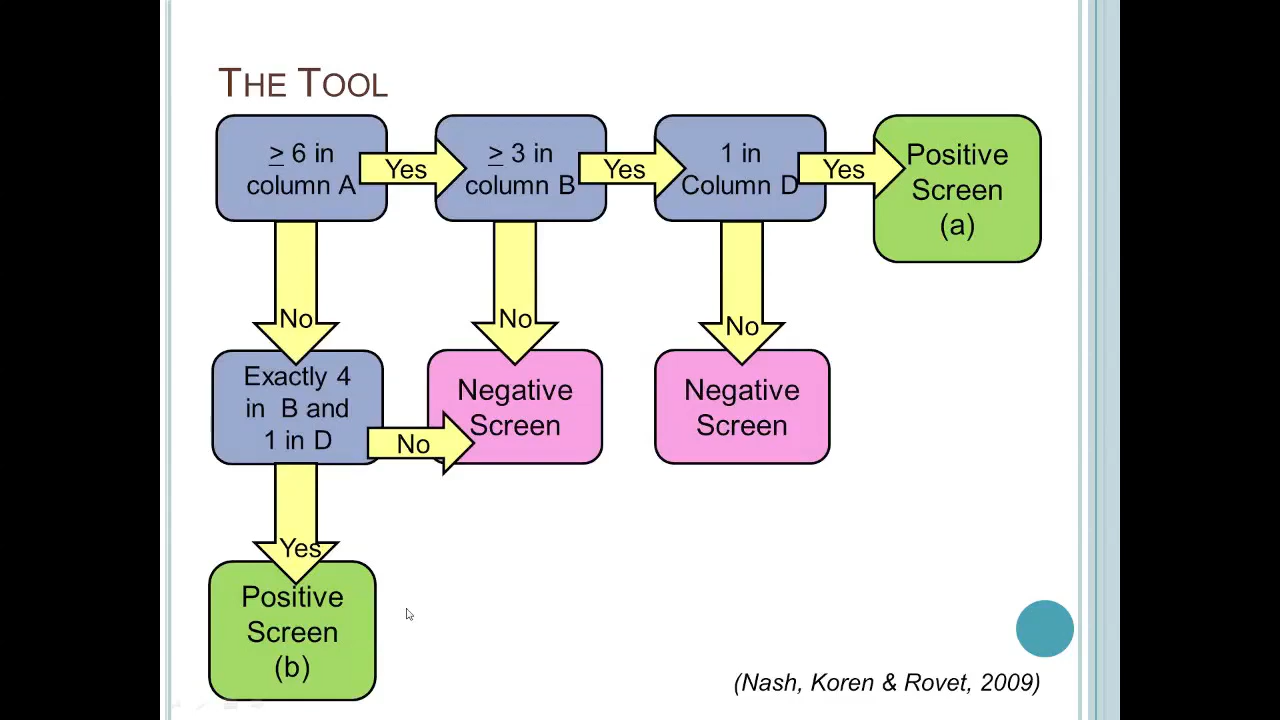 THE TOOL
≥ 6 in
column A
Yes
≥ 3 in
column B
Yes
1 in
Column D
Yes
Positive
Screen
(a)
No
No
No
Exactly 4
in B and
1 in D
No
Negative
Screen
Negative
Screen
Yes
Positive
Screen
(b)
(Nash, Koren & Rovet, 2009)